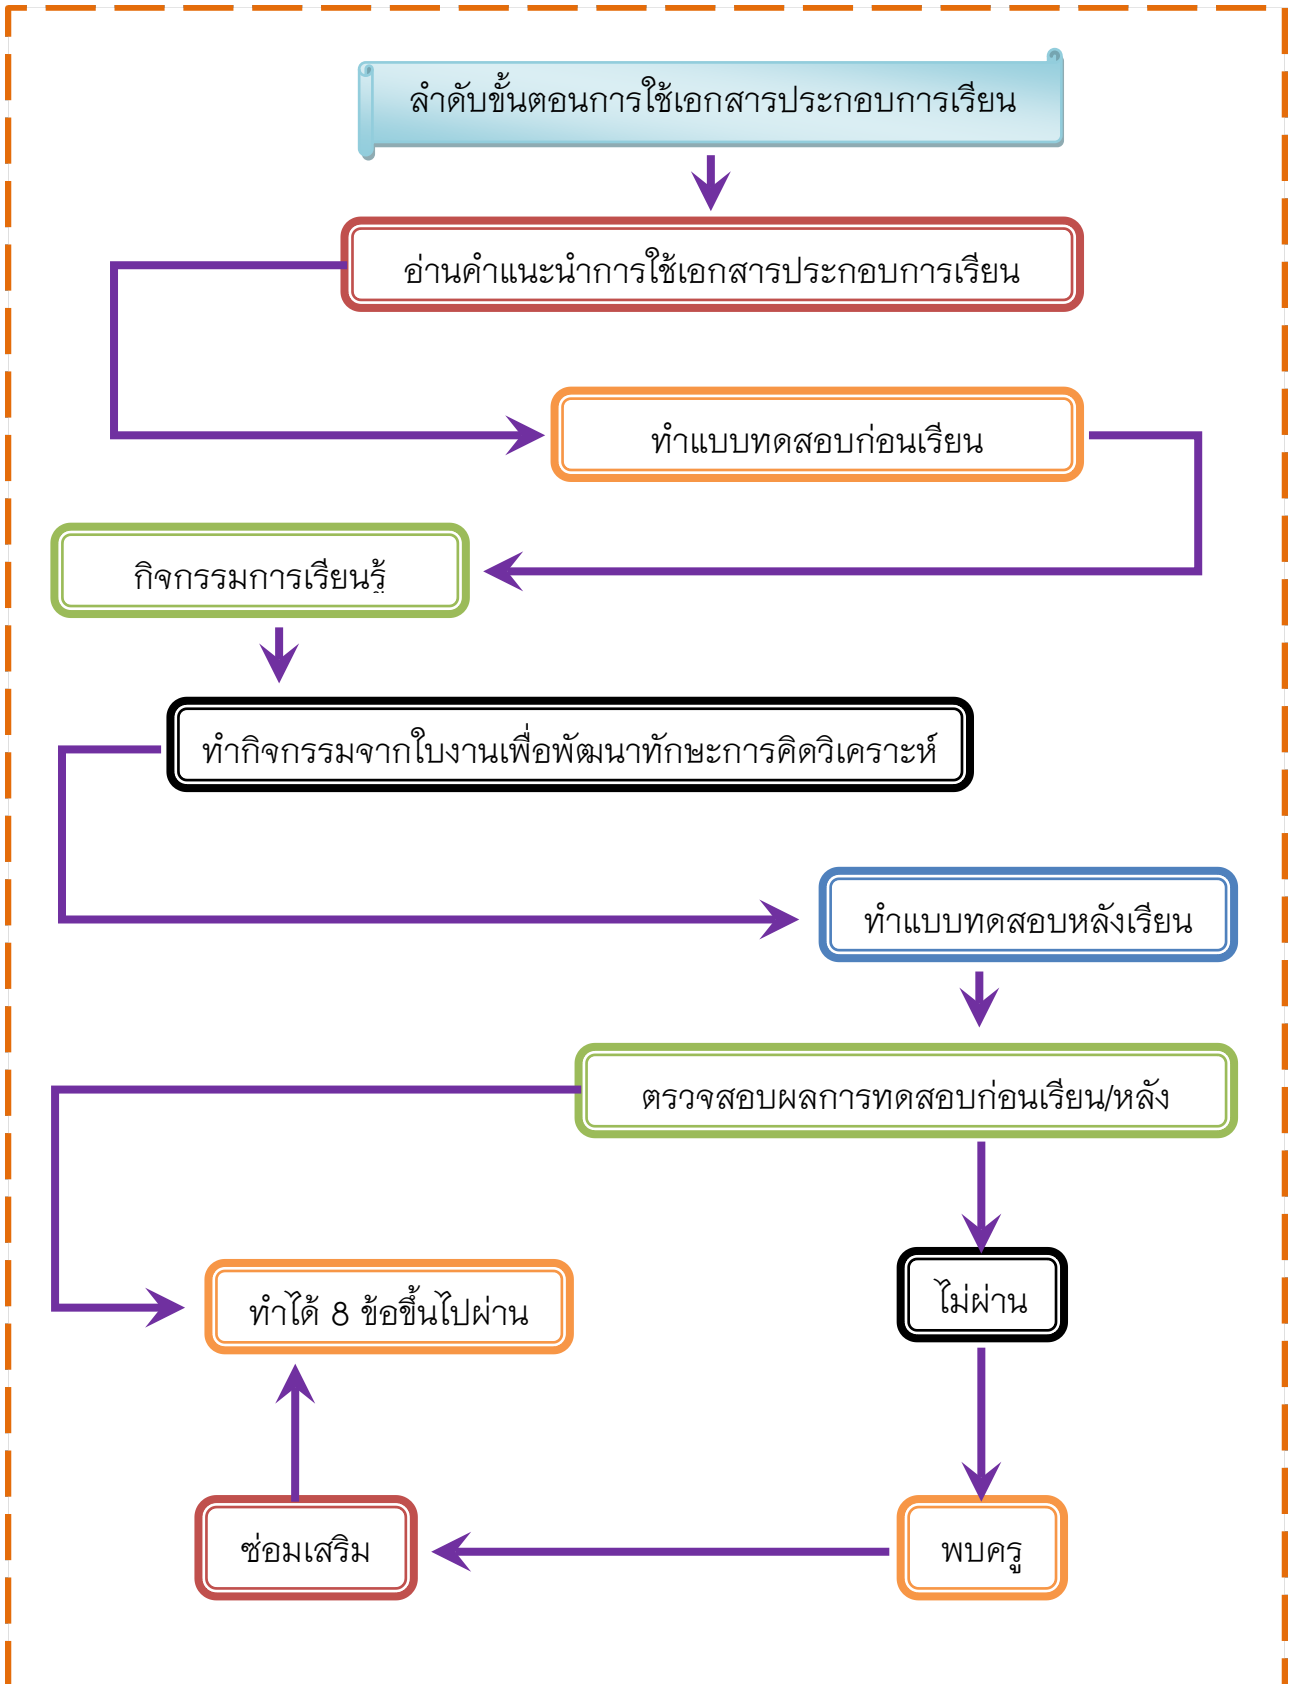 ลำดับขั้นตอนการใช้เอกสารประกอบการเรียน
อ่านคำแนะนำการใช้เอกสารประกอบการเรียน
ทำแบบทดสอบก่อนเรียน
กิจกรรมการเรียนรู้
ทำกิจกรรมจากใบงานเพื่อพัฒนาทักษะการคิดวิเคราะห์
ทำแบบทดสอบหลังเรียน
ตรวจสอบผลการทดสอบก่อนเรียน/หลัง
ไม่ผ่าน
ทำได้ 8 ข้อขึ้นไปผ่าน
พบครู
ซ่อมเสริม